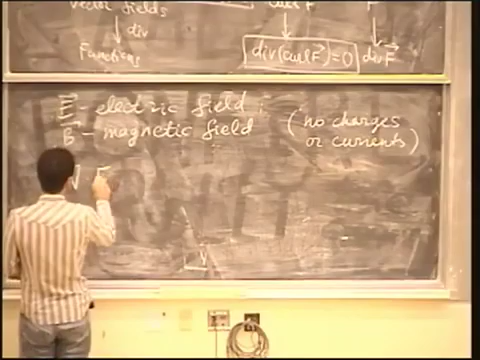 vector fields
curl F
F
div
Functions
div(curl F) = 0
div F
E - electric field ;
B - magnetic field
(no charges
or currents)